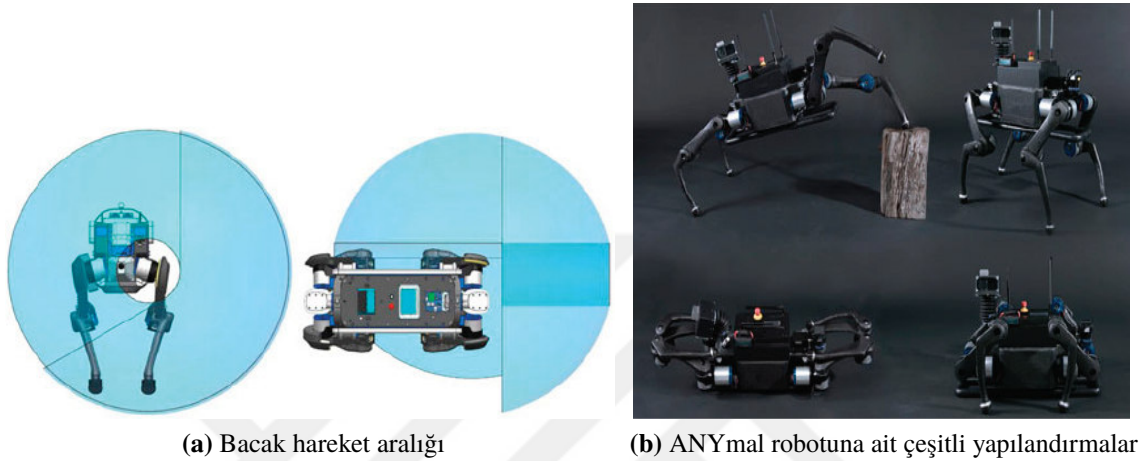 (a) Bacak hareket aralığı
(b) ANYmal robotuna ait çeşitli yapılandırmalar